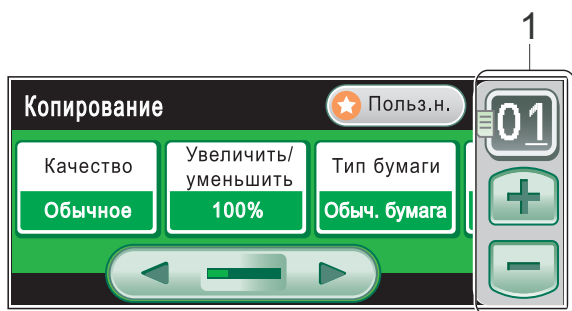 1
Копирование
Польз.н.
01
Качество
Обычное
Увеличить/
уменьшить
100%
Тип бумаги
Обыч. бумага
+
−